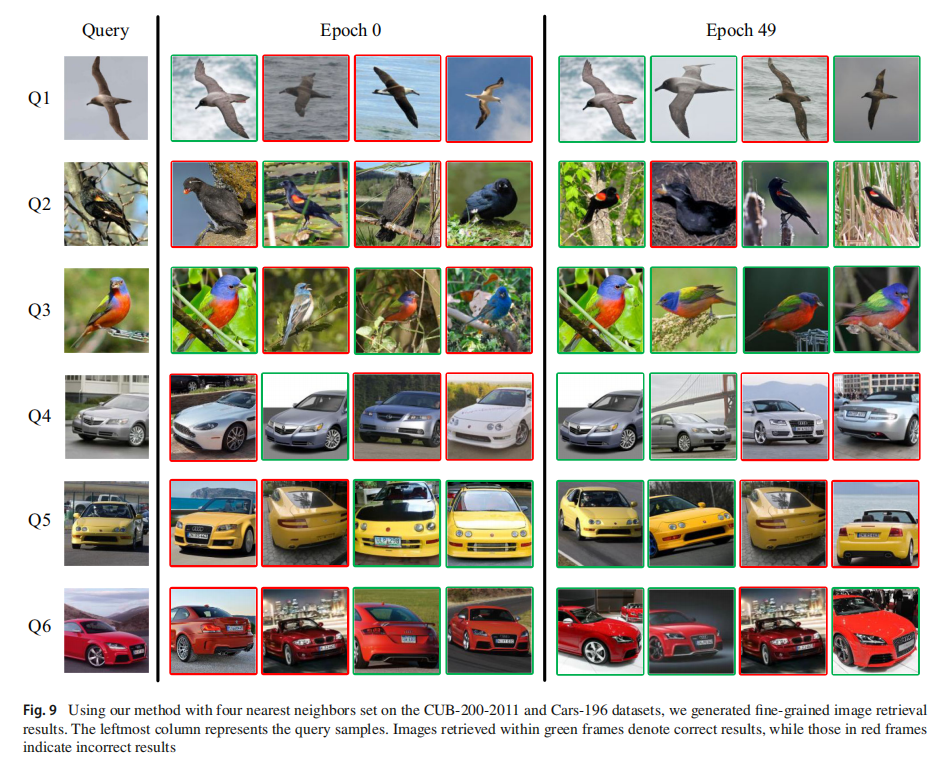 Query Epoch 0 Epoch 49
Q1
Q2
Q3
Q4
Q5
Q6
Fig. 9 Using our method with four nearest neighbors set on the CUB-200-2011 and Cars-196 datasets, we generated fine-grained image retrieval
results. The leftmost column represents the query samples. Images retrieved within green frames denote correct results, while those in red frames
indicate incorrect results